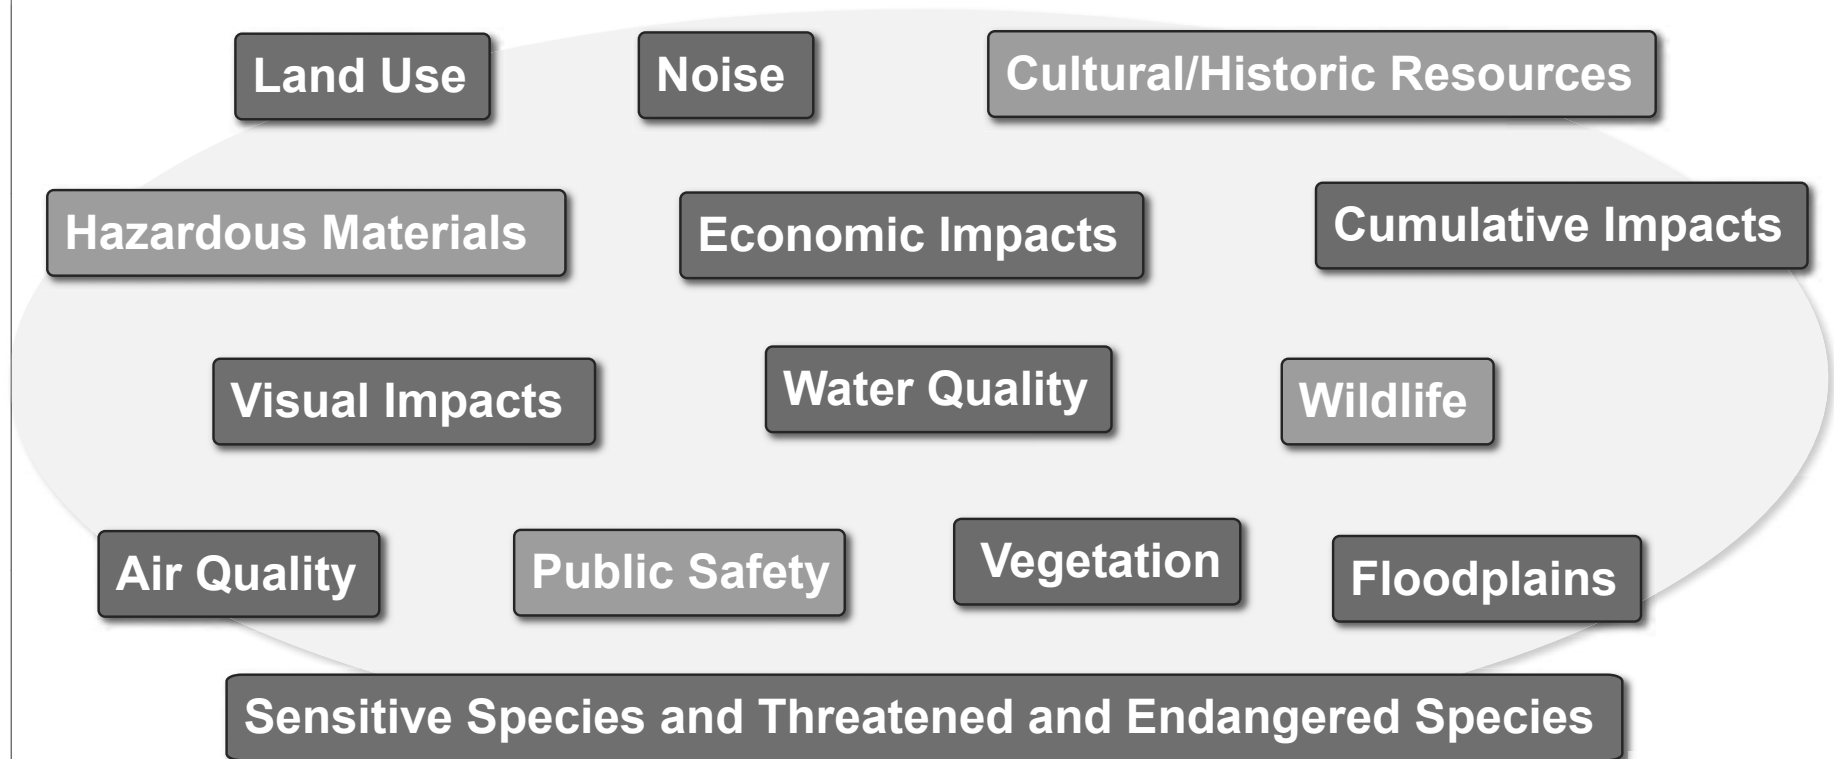 Land Use
Noise
Cultural/Historic Resources
Hazardous Materials
Economic Impacts
Cumulative Impacts
Visual Impacts
Water Quality
Wildlife
Air Quality
Public Safety
Vegetation
Floodplains
Sensitive Species and Threatened and Endangered Species